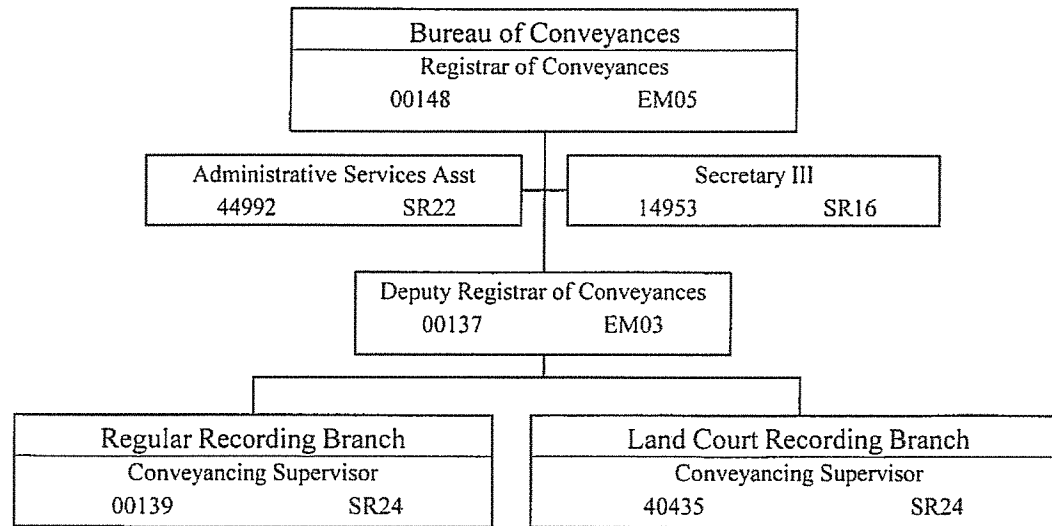 Bureau of Conveyances
Registrar of Conveyances
00148 EM05
Administrative Services Asst
44992 SR22
Secretary III
14953 SR16
Deputy Registrar of Conveyances
00137 EM03
Regular Recording Branch
Conveyancing Supervisor
00139 SR24
Land Court Recording Branch
Conveyancing Supervisor
40435 SR24